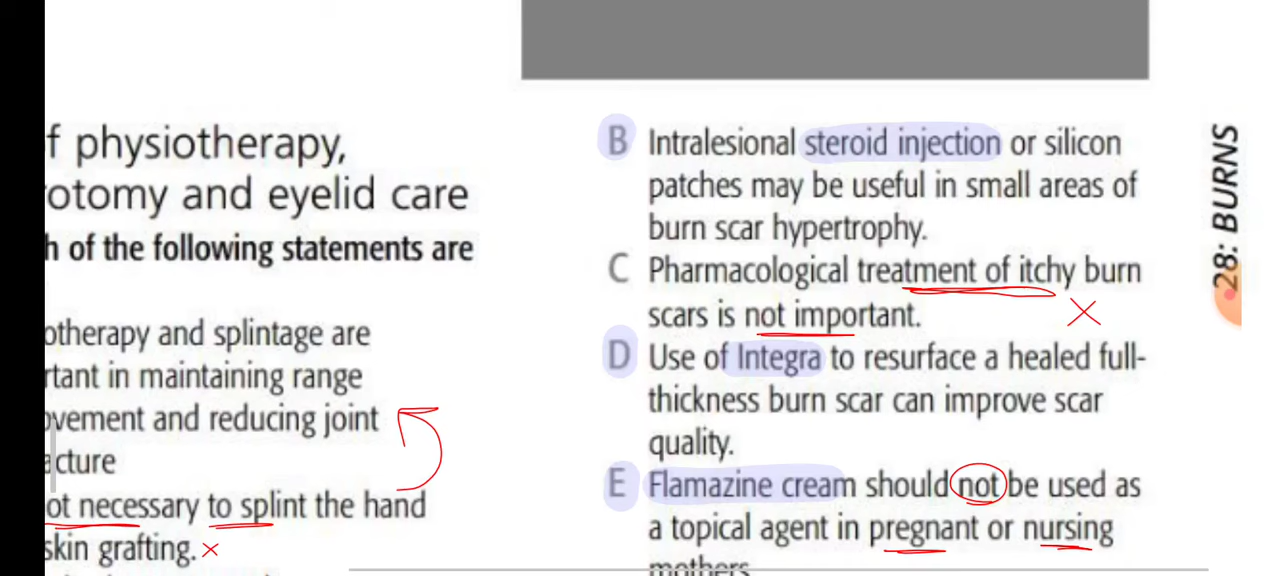 f physiotherapy,
otomy and eyelid care
h of the following statements are
otherapy and splintage are
rtant in maintaining range
ovement and reducing joint
acture
ot necessary to splint the hand
skin grafting.
B Intralesional steroid injection or silicon
patches may be useful in small areas of
burn scar hypertrophy.
C Pharmacological treatment of itchy burn
scars is not important.
D Use of Integra to resurface a healed full-
thickness burn scar can improve scar
quality.
E Flamazine cream should not be used as
a topical agent in pregnant or nursing
mothers
28: BURNS